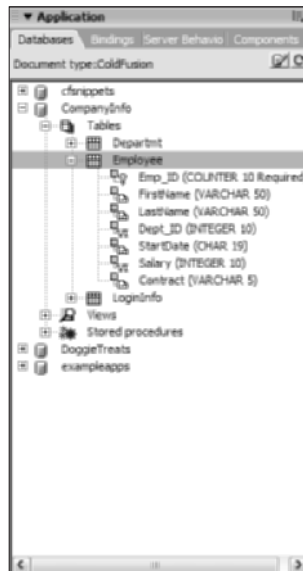 Application
Databases Bindings Server Behavio Components
Document type:ColdFusion
cfsnippets
CompanyInfo
Tables
Departmt
Employee
Emp_ID (COUNTER 10 Required
FirstName (VARCHAR 50)
LastName (VARCHAR 50)
Dept_ID (INTEGER 10)
StartDate (CHAR 19)
Salary (INTEGER 10)
Contract (VARCHAR 5)
LoginInfo
Views
Stored procedures
DoggieTreats
exampleapps